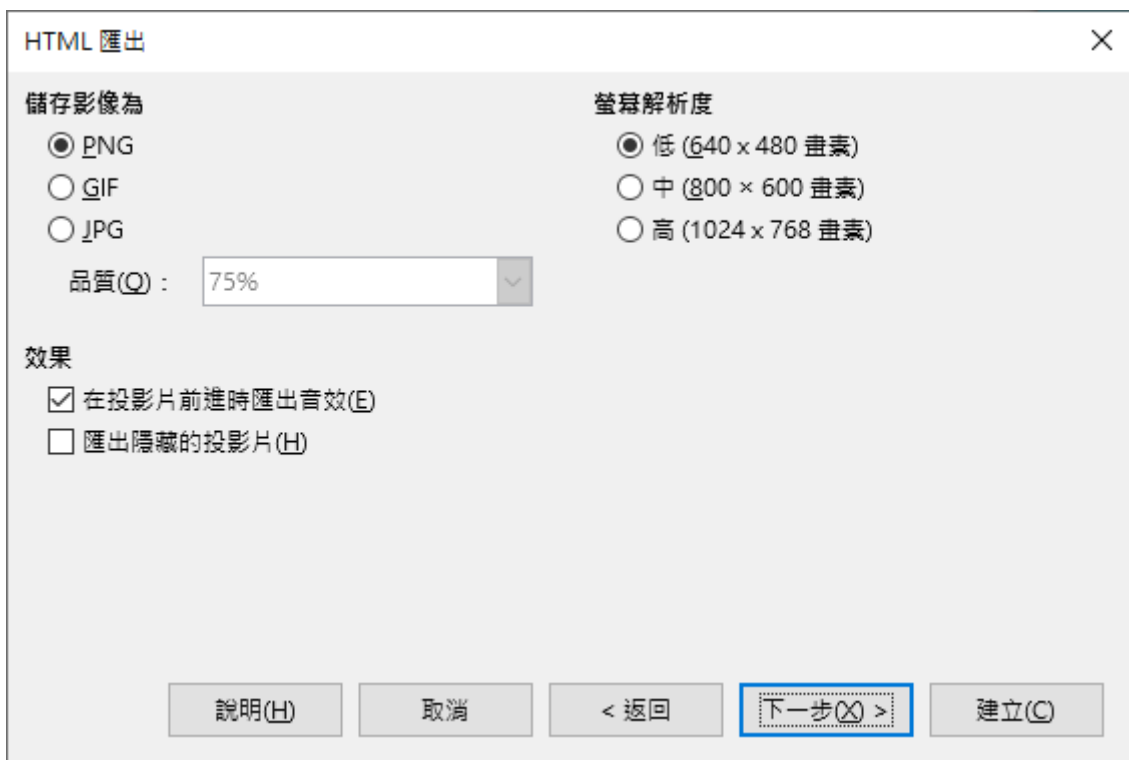 HTML 匯出
儲存影像為
PNG
GIF
JPG
品質(Q)：
75%
螢幕解析度
低 (640 x 480 畫素)
中 (800 × 600 畫素)
高 (1024 x 768 畫素)
效果
在投影片前進時匯出音效(E)
匯出隱藏的投影片(H)
說明(H)
取消
< 返回
下一步(X) >
建立(C)